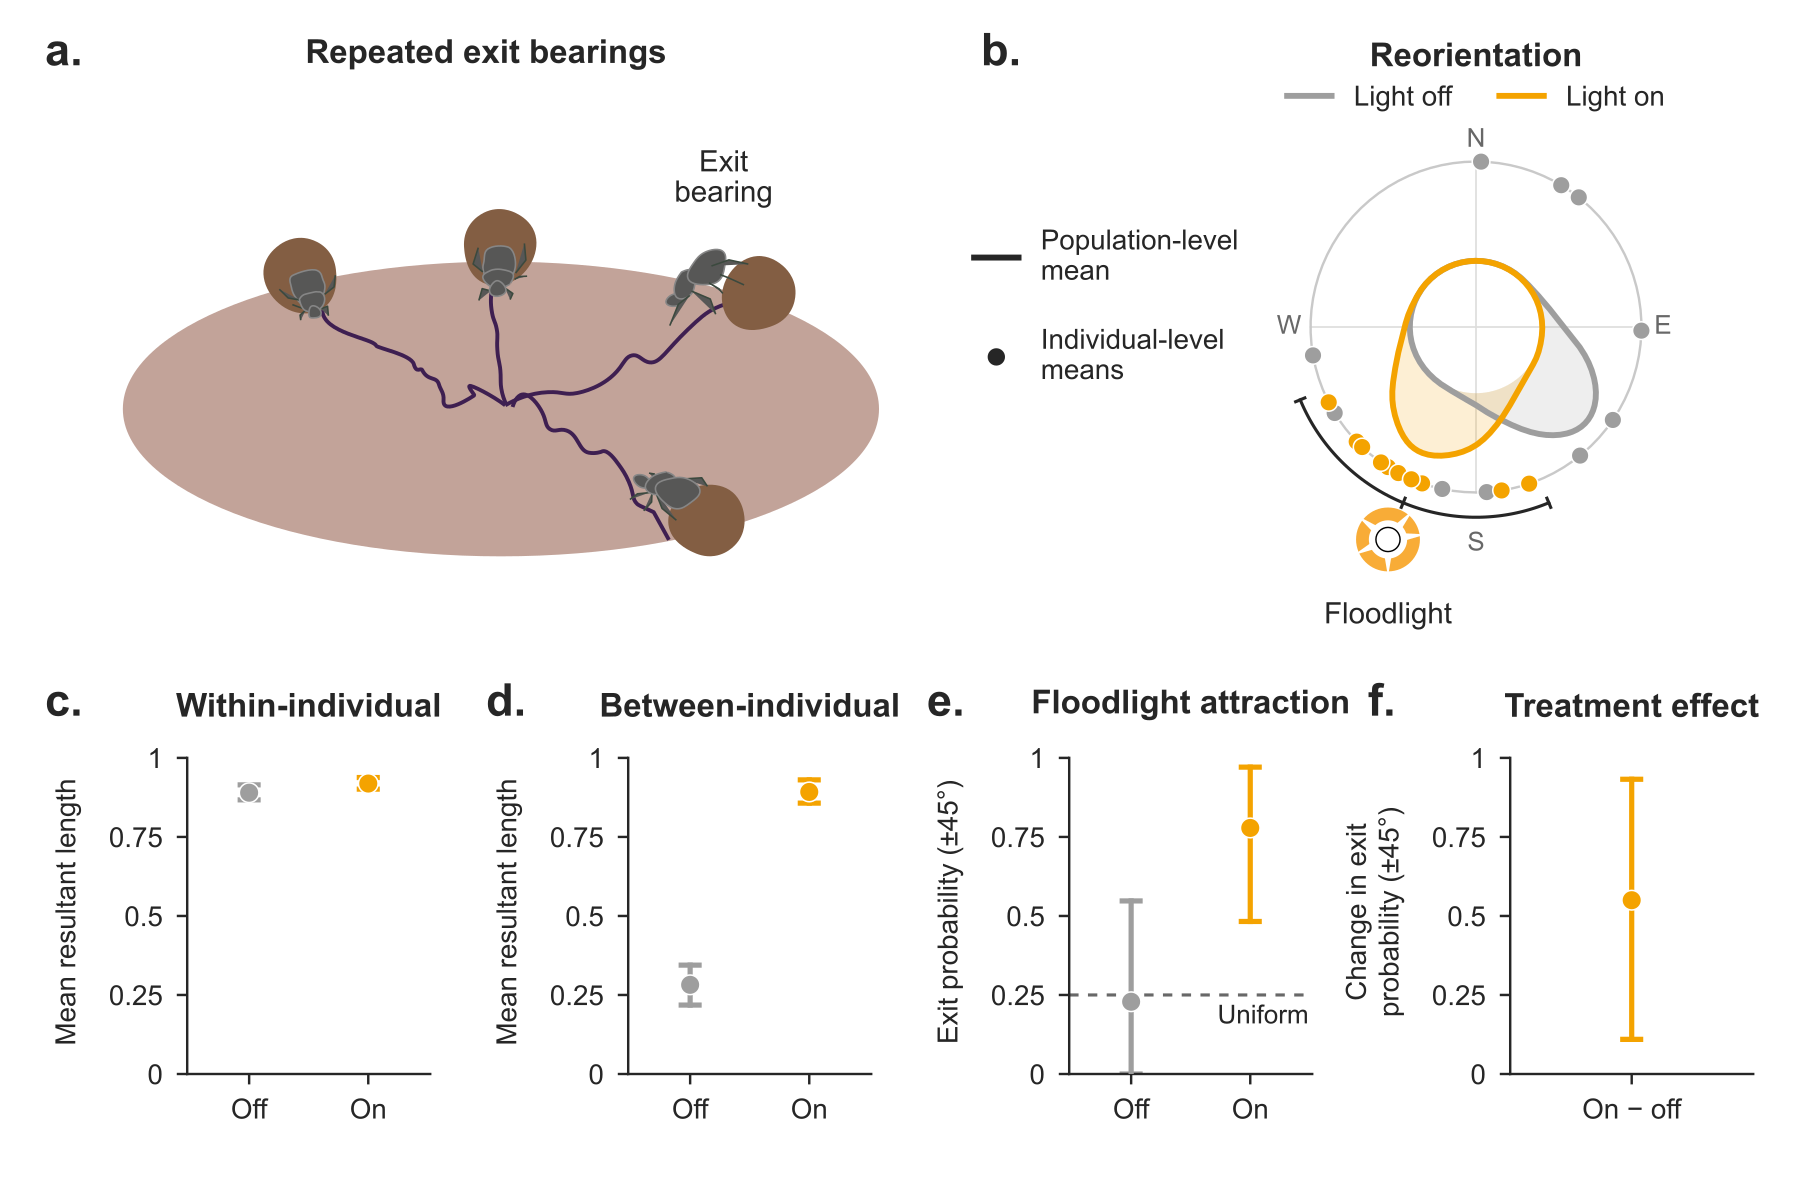 a.
Repeated exit bearings
Exit
bearing
b.
Reorientation
Light off
Light on
Population-level
mean
Individual-level
means
N
W
E
S
Floodlight
c.
Within-individual
Mean resultant length
1
0.75
0.5
0.25
0
Off
On
d.
Between-individual
Mean resultant length
1
0.75
0.5
0.25
0
Off
On
e.
Floodlight attraction
Exit probability (±45°)
1
0.75
0.5
0.25
0
Uniform
Off
On
f.
Treatment effect
Change in exit
probability (±45°)
1
0.75
0.5
0.25
0
On − off